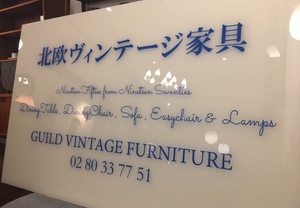 北欧ヴィンテージ家具
Nineteen Fifties from Nineteen Seventies
Dining Table, Dining Chair, Sofa, Easychair & Lamps
GUILD VINTAGE FURNITURE
02 80 33 77 51